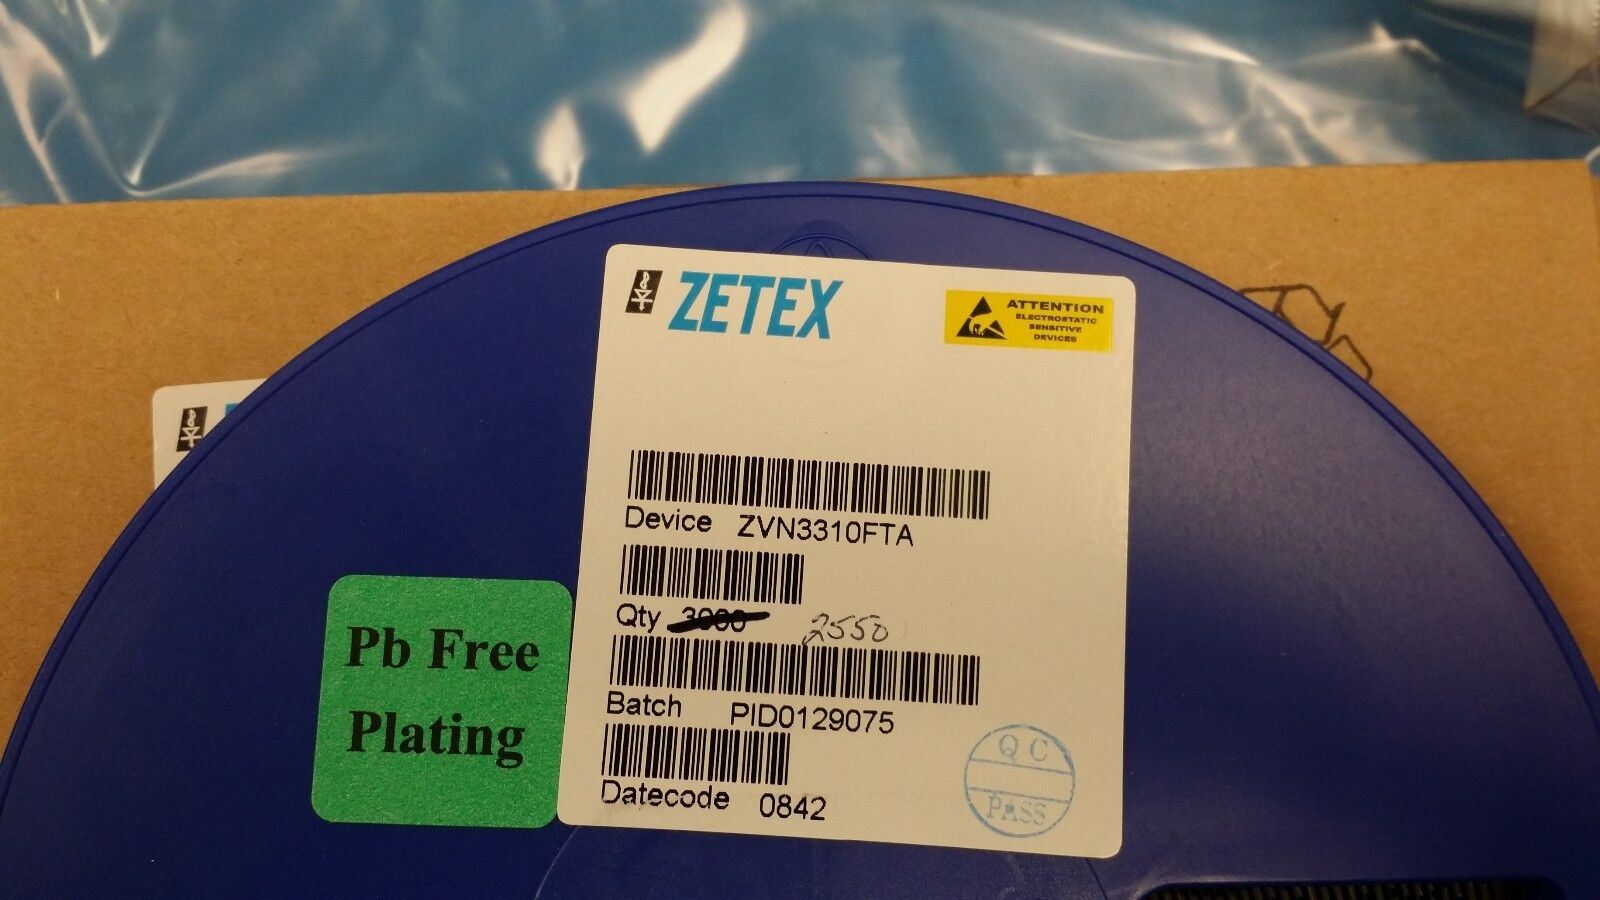 ZETEX
ATTENTION
ELECTROSTATIC
SENSITIVE
DEVICES
Device ZVN3310FTA
Qty 3000 2550
Batch PID0129075
Datecode 0842
QC
PASS
Pb Free
Plating